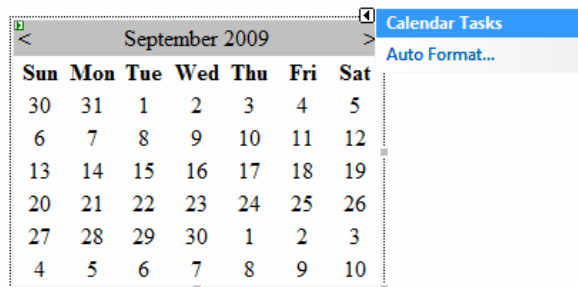 < September 2009 >
Calendar Tasks
Auto Format...
Sun Mon Tue Wed Thu Fri Sat
30 31 1 2 3 4 5
6 7 8 9 10 11 12
13 14 15 16 17 18 19
20 21 22 23 24 25 26
27 28 29 30 1 2 3
4 5 6 7 8 9 10